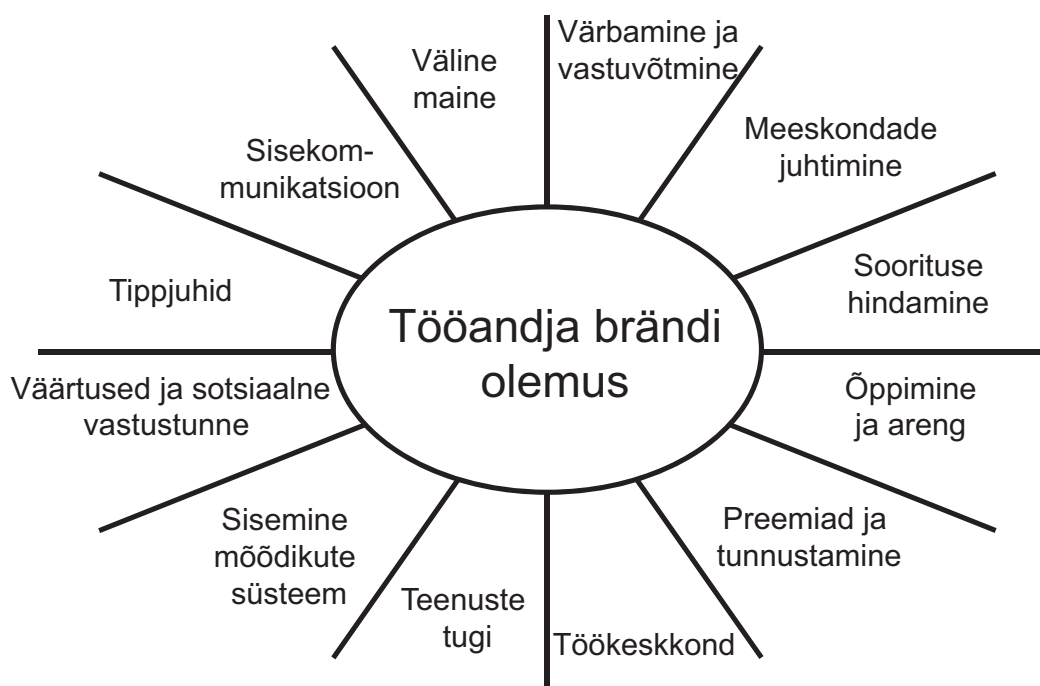 Väline
maine
Värbamine ja
vastuvõtmine
Meeskondade
juhtimine
Sisekom-
munikatsioon
Soorituse
hindamine
Tippjuhid
Tööandja brändi
olemus
Väärtused ja sotsiaalne
vastustunne
Õppimine
ja areng
Sisemine
mõõdikute
süsteem
Preemiad ja
tunnustamine
Teenuste
tugi
Töökeskkond